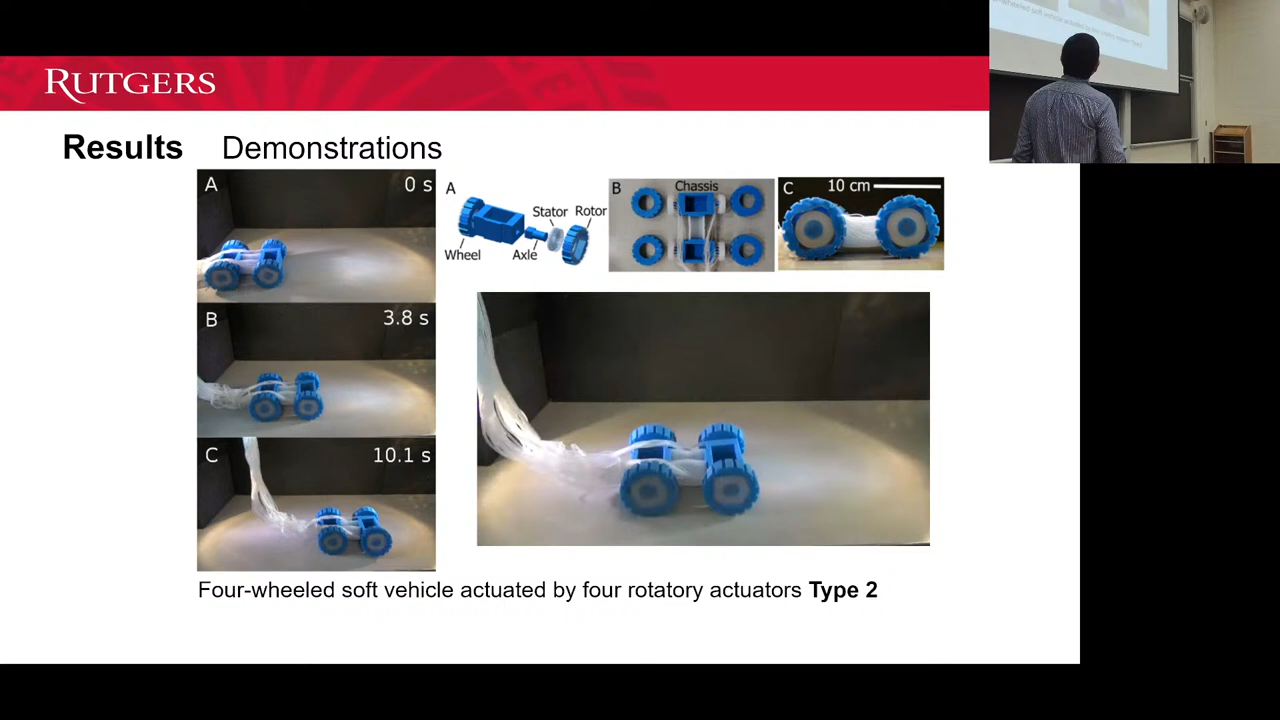 RUTGERS
Results Demonstrations
A 0 s
B 3.8 s
C 10.1 s
A
Stator Rotor
Wheel Axle
B Chassis
C 10 cm
Four-wheeled soft vehicle actuated by four rotatory actuators Type 2